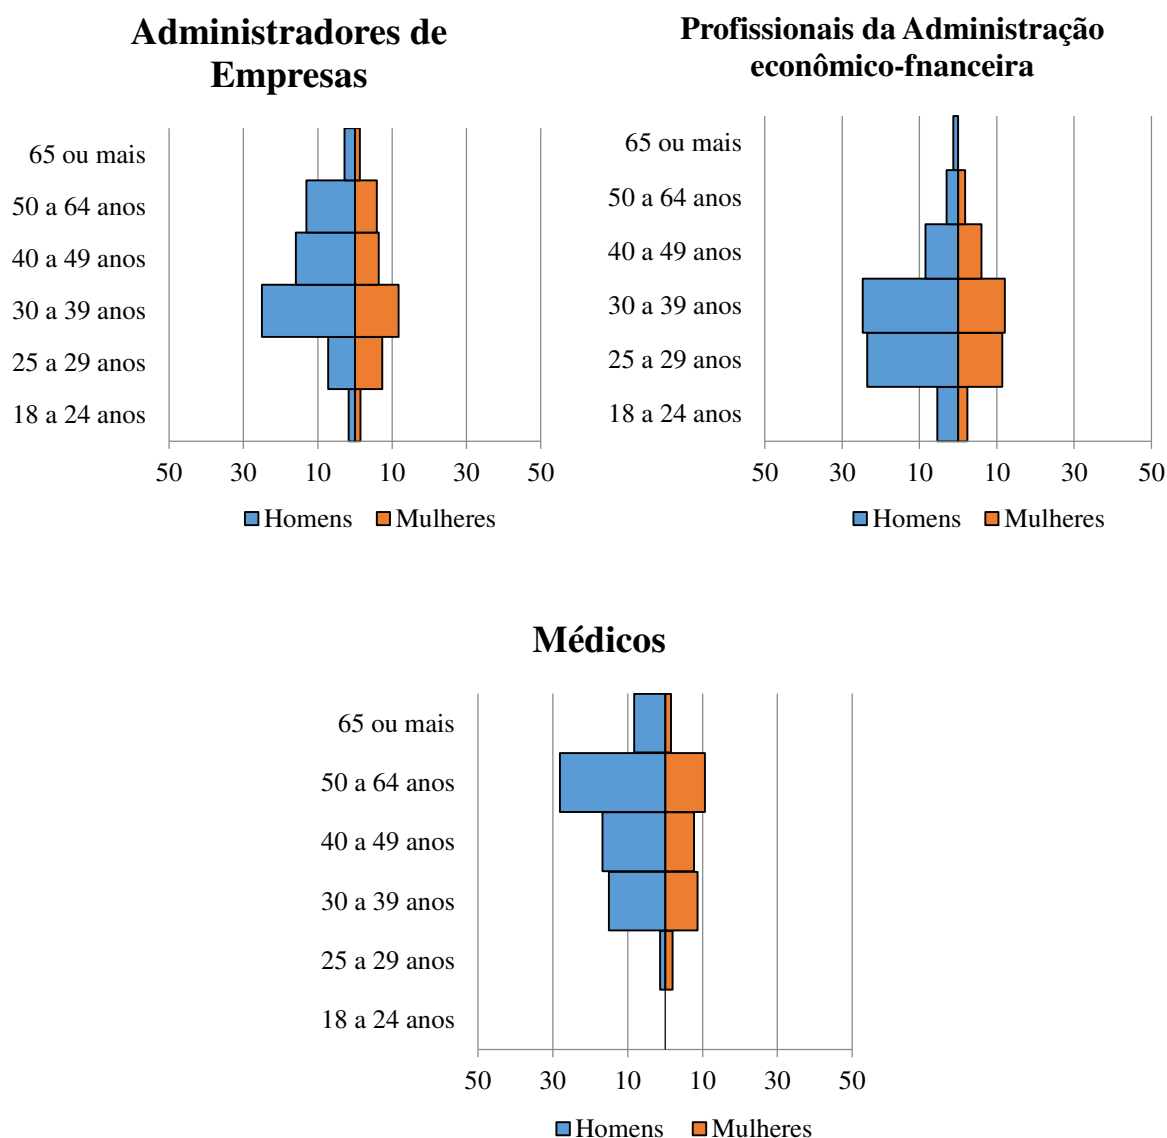 Administradores de
Empresas
65 ou mais
50 a 64 anos
40 a 49 anos
30 a 39 anos
25 a 29 anos
18 a 24 anos
50 30 10 10 30 50
Homens Mulheres
Profissionais da Administração
econômico-fnanceira
65 ou mais
50 a 64 anos
40 a 49 anos
30 a 39 anos
25 a 29 anos
18 a 24 anos
50 30 10 10 30 50
Homens Mulheres
Médicos
65 ou mais
50 a 64 anos
40 a 49 anos
30 a 39 anos
25 a 29 anos
18 a 24 anos
50 30 10 10 30 50
Homens Mulheres